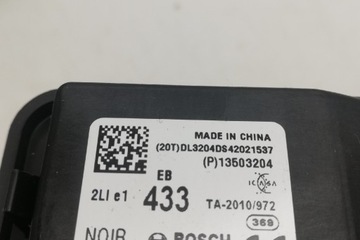 MADE IN CHINA
(20T)DL3204DS42021537
(P)13503204
EB
2LI e1 433
ICASA
TA-2010/972
369
NOIR BOSCH